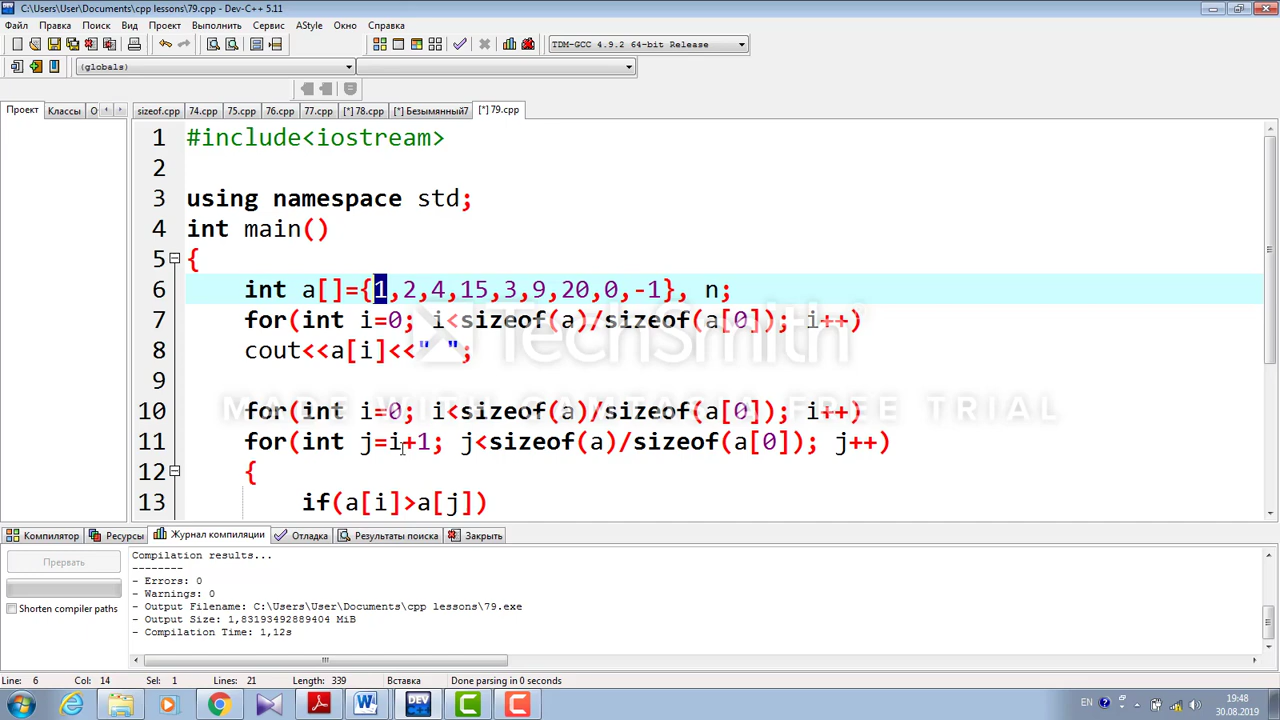 C:\Users\User\Documents\cpp lessons\79.cpp - Dev-C++ 5.11
Файл Правка Поиск Вид Проект Выполнить Сервис AStyle Окно Справка
TDM-GCC 4.9.2 64-bit Release
(globals)
Проект Классы О sizeof.cpp 74.cpp 75.cpp 76.cpp 77.cpp [*] 78.cpp [*] Безымянный7 [*] 79.cpp
1 #include<iostream>
2
3 using namespace std;
4 int main()
5 {
6 int a[]={1,2,4,15,3,9,20,0,-1}, n;
7 for(int i=0; i<sizeof(a)/sizeof(a[0]); i++)
8 cout<<a[i]<<" ";
TechSmith
9
MADE WITH CAMTASIA FREE TRIAL
10 for(int i=0; i<sizeof(a)/sizeof(a[0]); i++)
11 for(int j=i+1; j<sizeof(a)/sizeof(a[0]); j++)
12 {
13 if(a[i]>a[j])
Компилятор Ресурсы Журнал компиляции Отладка Результаты поиска Закрыть
Прервать
Shorten compiler paths
Compilation results...
--------
- Errors: 0
- Warnings: 0
- Output Filename: C:\Users\User\Documents\cpp lessons\79.exe
- Output Size: 1,83193492889404 MiB
- Compilation Time: 1,12s
Line: 6 Col: 14 Sel: 1 Lines: 21 Length: 339 Вставка Done parsing in 0 seconds
DEV
EN 19:48
30.08.2019